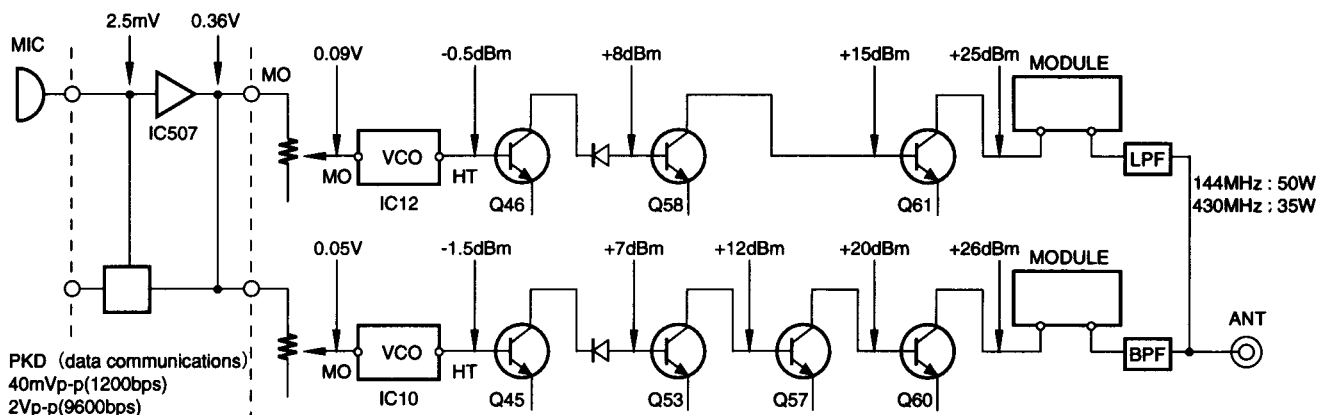 2.5mV 0.36V
MIC
MO
IC507
0.09V -0.5dBm +8dBm +15dBm +25dBm
MODULE
VCO
MO HT
IC12 Q46 Q58 Q61
LPF
144MHz : 50W
430MHz : 35W
0.05V -1.5dBm +7dBm +12dBm +20dBm +26dBm
MODULE
VCO
MO HT
IC10 Q45 Q53 Q57 Q60
BPF
ANT
PKD (data communications)
40mVp-p(1200bps)
2Vp-p(9600bps)